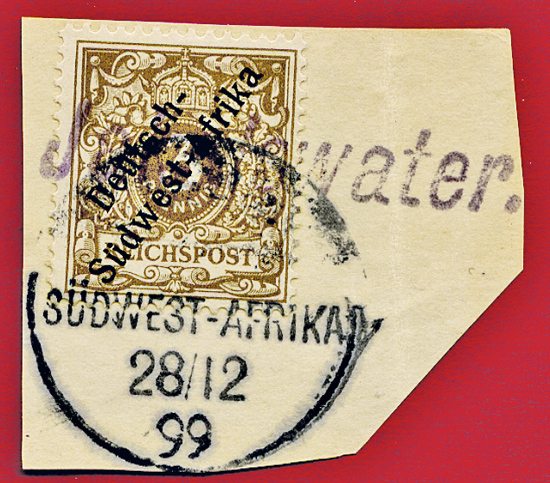 Deutsch-
Südwest-Afrika
water.
REICHSPOST
SÜDWEST-AFRIKA
28/12
99